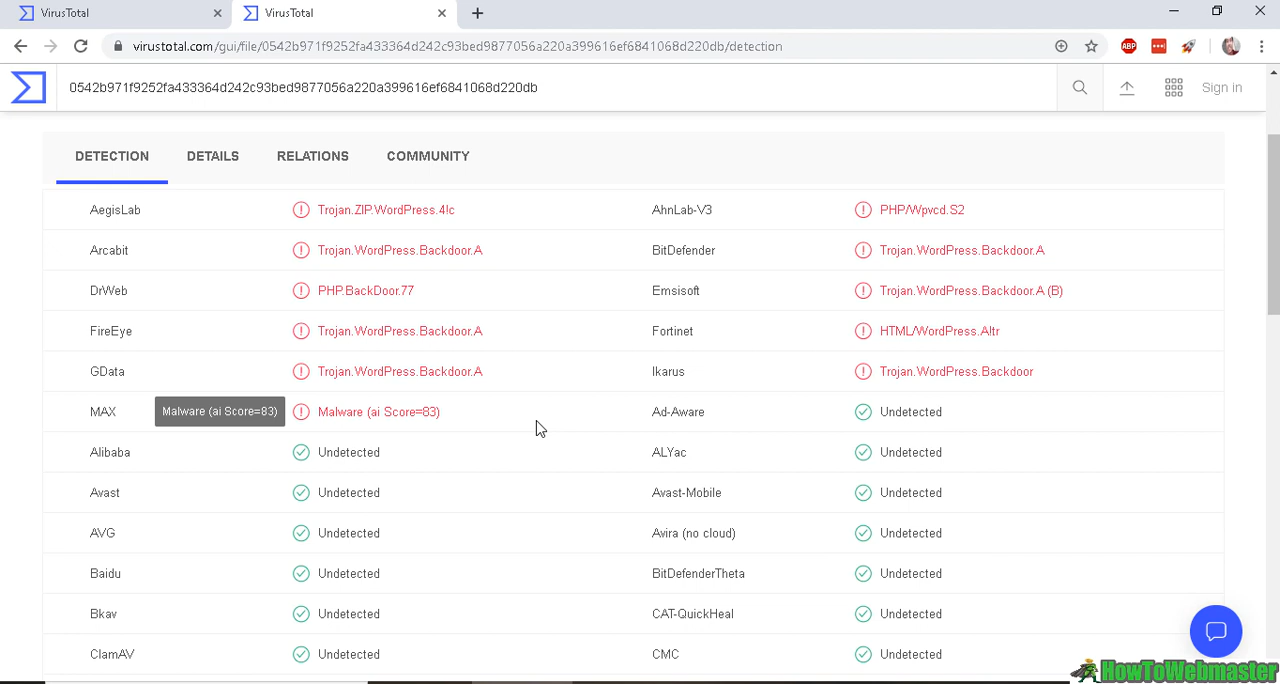 VirusTotal
VirusTotal
virustotal.com/gui/file/0542b971f9252fa433364d242c93bed9877056a220a399616ef6841068d220db/detection
ABP
0542b971f9252fa433364d242c93bed9877056a220a399616ef6841068d220db
Sign in
DETECTION DETAILS RELATIONS COMMUNITY
AegisLab Trojan.ZIP.WordPress.4!c AhnLab-V3 PHP/Wpvcd.S2
Arcabit Trojan.WordPress.Backdoor.A BitDefender Trojan.WordPress.Backdoor.A
DrWeb PHP.BackDoor.77 Emsisoft Trojan.WordPress.Backdoor.A (B)
FireEye Trojan.WordPress.Backdoor.A Fortinet HTML/WordPress.A!tr
GData Trojan.WordPress.Backdoor.A Ikarus Trojan.WordPress.Backdoor
MAX Malware (ai Score=83) Malware (ai Score=83) Ad-Aware Undetected
Alibaba Undetected ALYac Undetected
Avast Undetected Avast-Mobile Undetected
AVG Undetected Avira (no cloud) Undetected
Baidu Undetected BitDefenderTheta Undetected
Bkav Undetected CAT-QuickHeal Undetected
ClamAV Undetected CMC Undetected
HowToWebmaster